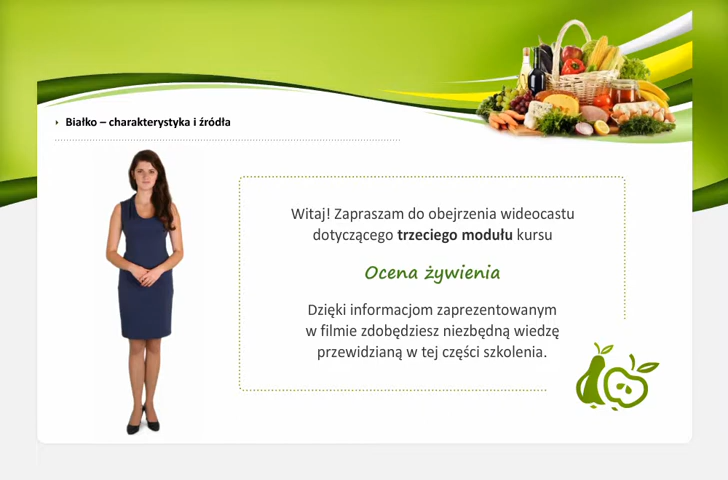 Białko – charakterystyka i źródła
Witaj! Zapraszam do obejrzenia wideocastu
dotyczącego trzeciego modułu kursu
Ocena żywienia
Dzięki informacjom zaprezentowanym
w filmie zdobędziesz niezbędną wiedzę
przewidzianą w tej części szkolenia.